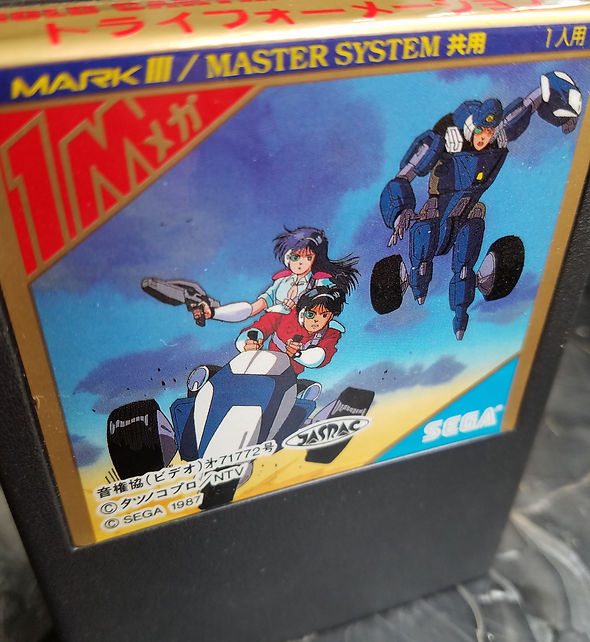 トライフォーメーション
MARK III / MASTER SYSTEM 共用
1人用
1Mメガ
SEGA®
JASRAC
音権協(ビデオ)オ71772号
©タツノコプロ/NTV
© SEGA 1987